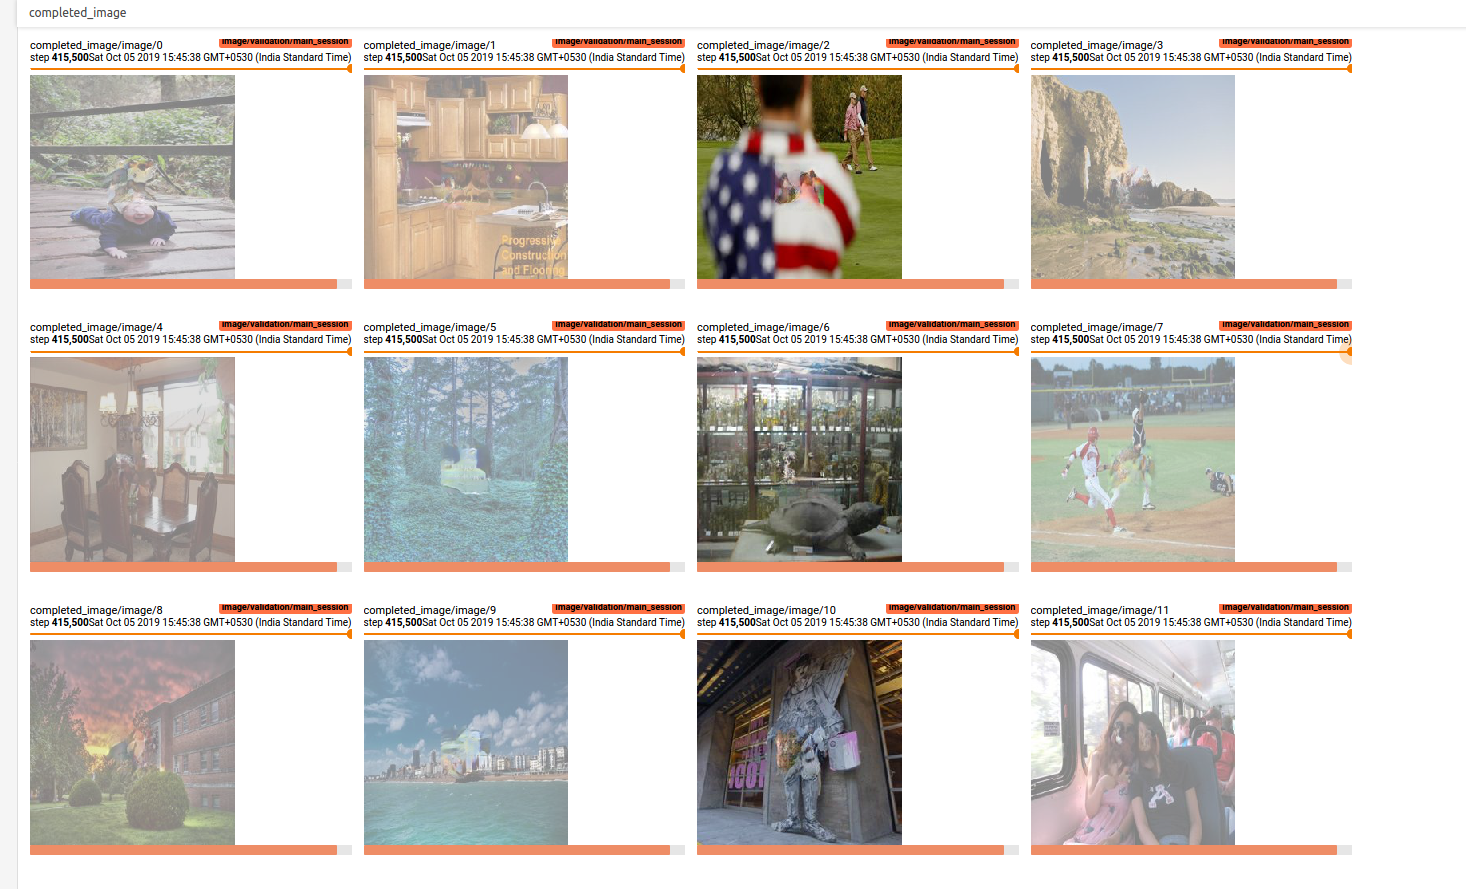 completed_image
completed_image/image/0
image/validation/main_session
step 415,500Sat Oct 05 2019 15:45:38 GMT+0530 (India Standard Time)
completed_image/image/1
image/validation/main_session
step 415,500Sat Oct 05 2019 15:45:38 GMT+0530 (India Standard Time)
completed_image/image/2
image/validation/main_session
step 415,500Sat Oct 05 2019 15:45:38 GMT+0530 (India Standard Time)
completed_image/image/3
image/validation/main_session
step 415,500Sat Oct 05 2019 15:45:38 GMT+0530 (India Standard Time)
Progressive
Construction
and Flooring
completed_image/image/4
image/validation/main_session
step 415,500Sat Oct 05 2019 15:45:38 GMT+0530 (India Standard Time)
completed_image/image/5
image/validation/main_session
step 415,500Sat Oct 05 2019 15:45:38 GMT+0530 (India Standard Time)
completed_image/image/6
image/validation/main_session
step 415,500Sat Oct 05 2019 15:45:38 GMT+0530 (India Standard Time)
completed_image/image/7
image/validation/main_session
step 415,500Sat Oct 05 2019 15:45:38 GMT+0530 (India Standard Time)
completed_image/image/8
image/validation/main_session
step 415,500Sat Oct 05 2019 15:45:38 GMT+0530 (India Standard Time)
completed_image/image/9
image/validation/main_session
step 415,500Sat Oct 05 2019 15:45:38 GMT+0530 (India Standard Time)
completed_image/image/10
image/validation/main_session
step 415,500Sat Oct 05 2019 15:45:38 GMT+0530 (India Standard Time)
completed_image/image/11
image/validation/main_session
step 415,500Sat Oct 05 2019 15:45:38 GMT+0530 (India Standard Time)